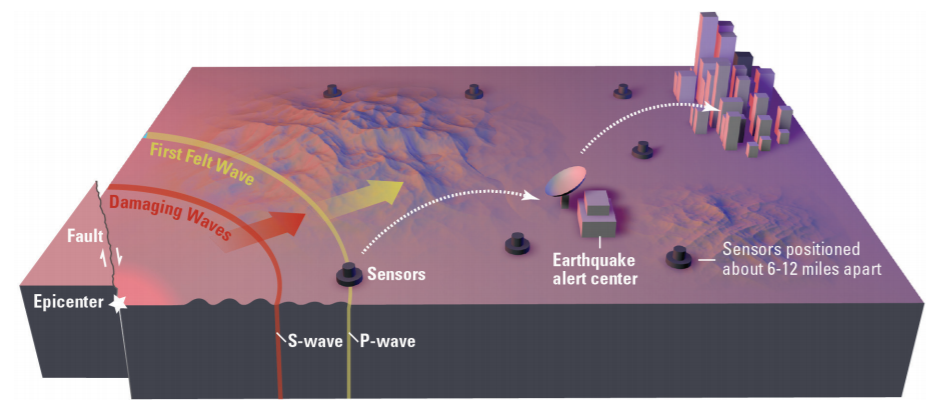 First Felt Wave
Damaging Waves
Fault
Epicenter
Sensors
Earthquake
alert center
Sensors positioned
about 6-12 miles apart
S-wave
P-wave